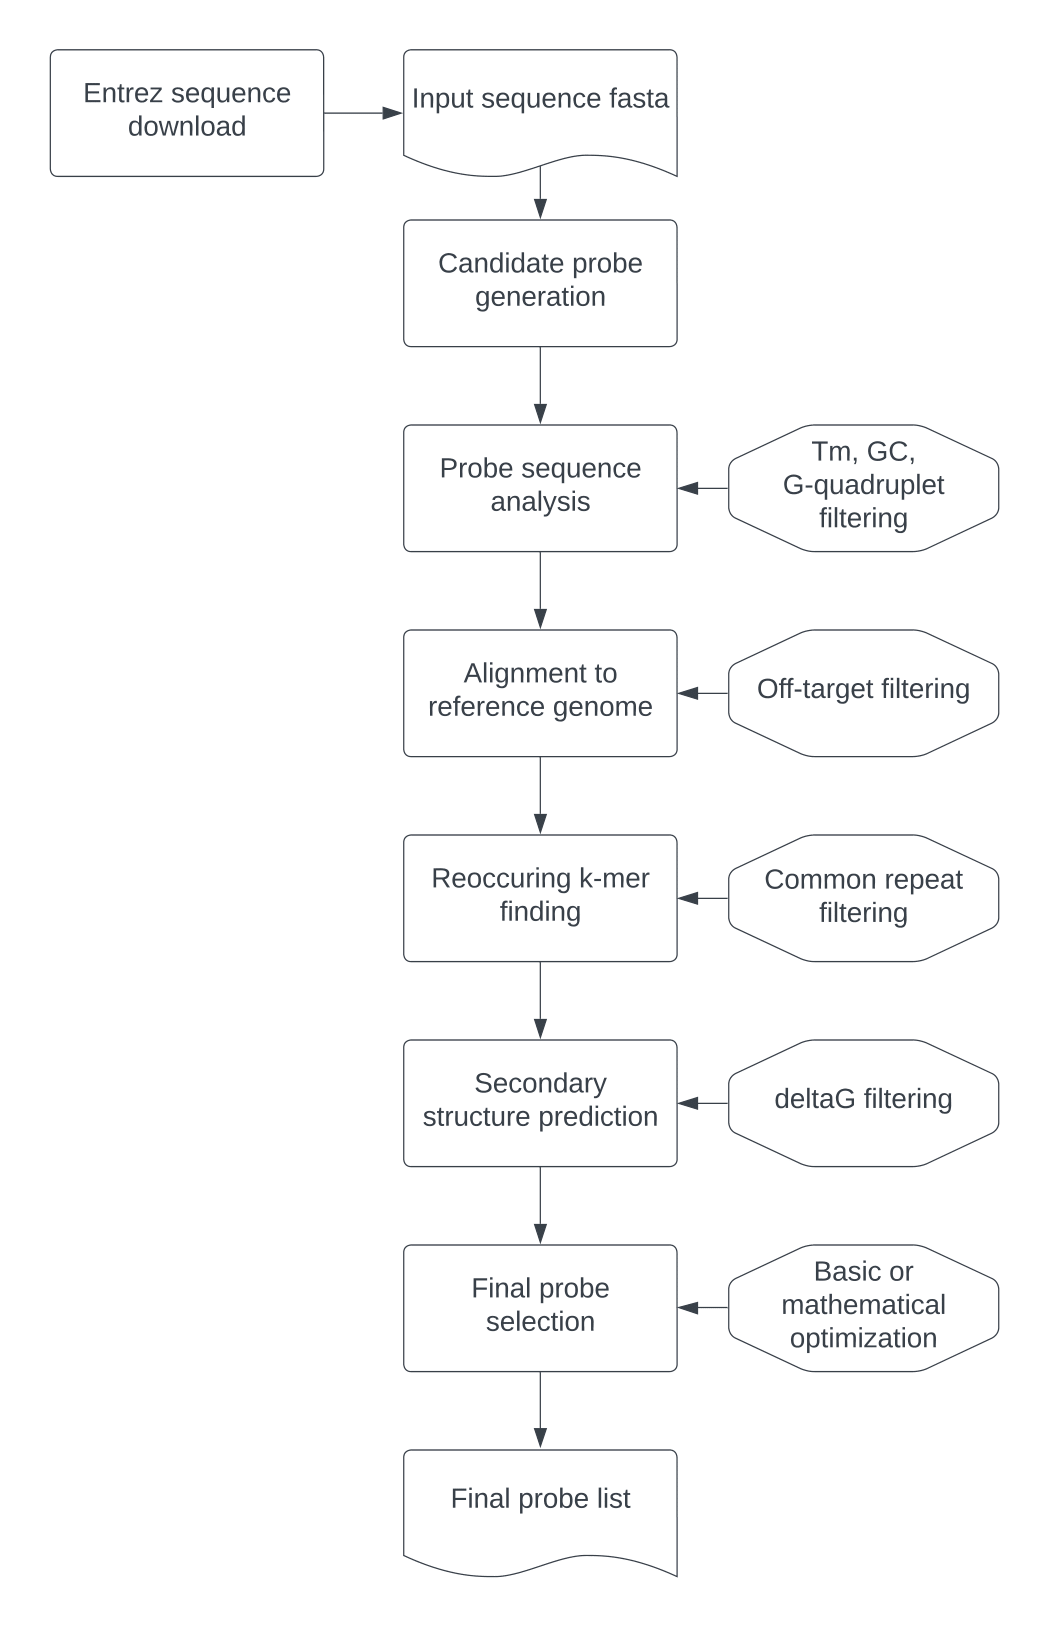 Entrez sequence
download
Input sequence fasta
Candidate probe
generation
Probe sequence
analysis
Tm, GC,
G-quadruplet
filtering
Alignment to
reference genome
Off-target filtering
Reoccuring k-mer
finding
Common repeat
filtering
Secondary
structure prediction
deltaG filtering
Final probe
selection
Basic or
mathematical
optimization
Final probe list